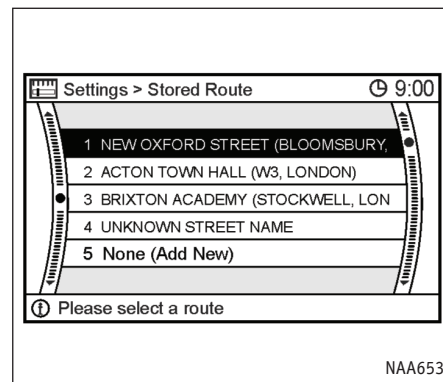 Settings > Stored Route 9:00
1 NEW OXFORD STREET (BLOOMSBURY,
2 ACTON TOWN HALL (W3, LONDON)
3 BRIXTON ACADEMY (STOCKWELL, LON
4 UNKNOWN STREET NAME
5 None (Add New)
Please select a route
NAA653